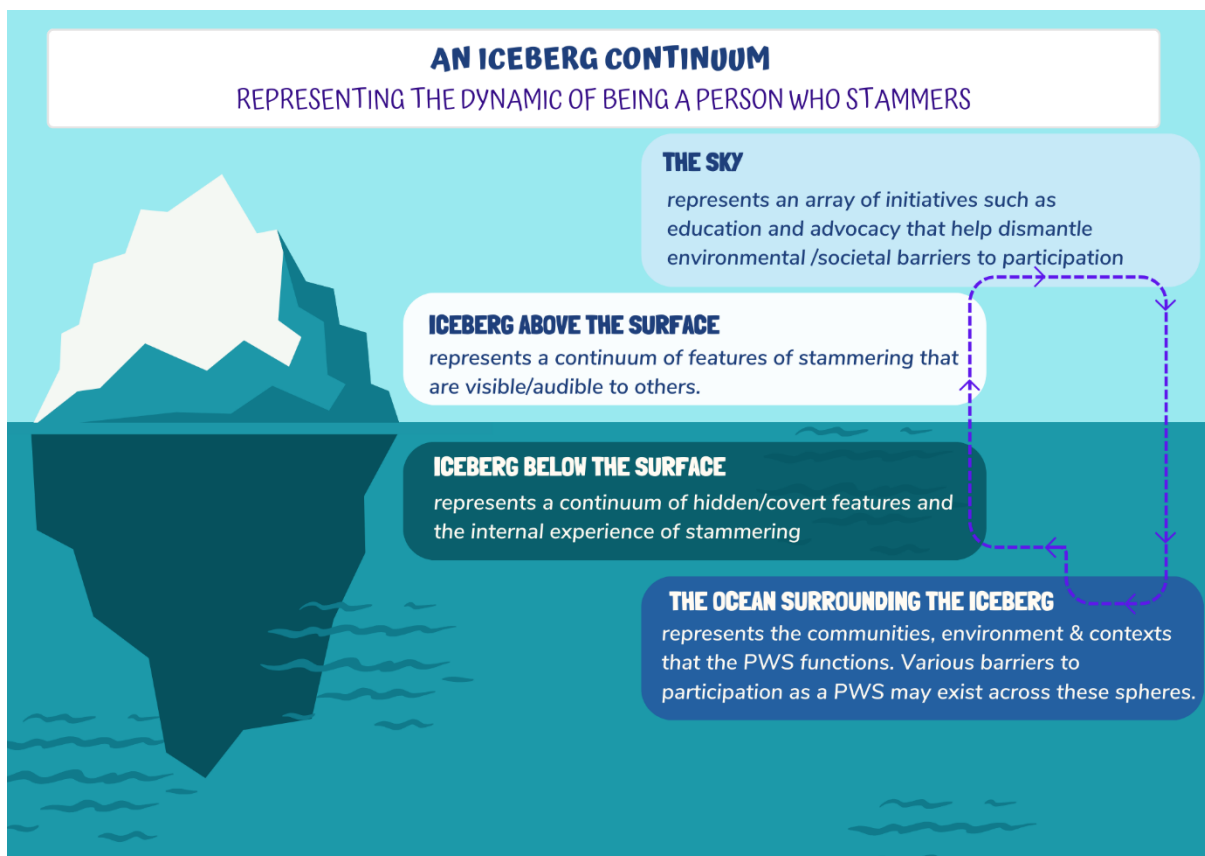 AN ICEBERG CONTINUUM
REPRESENTING THE DYNAMIC OF BEING A PERSON WHO STAMMERS
THE SKY
represents an array of initiatives such as
education and advocacy that help dismantle
environmental /societal barriers to participation
ICEBERG ABOVE THE SURFACE
represents a continuum of features of stammering that
are visible/audible to others.
ICEBERG BELOW THE SURFACE
represents a continuum of hidden/covert features and
the internal experience of stammering
THE OCEAN SURROUNDING THE ICEBERG
represents the communities, environment & contexts
that the PWS functions. Various barriers to
participation as a PWS may exist across these spheres.